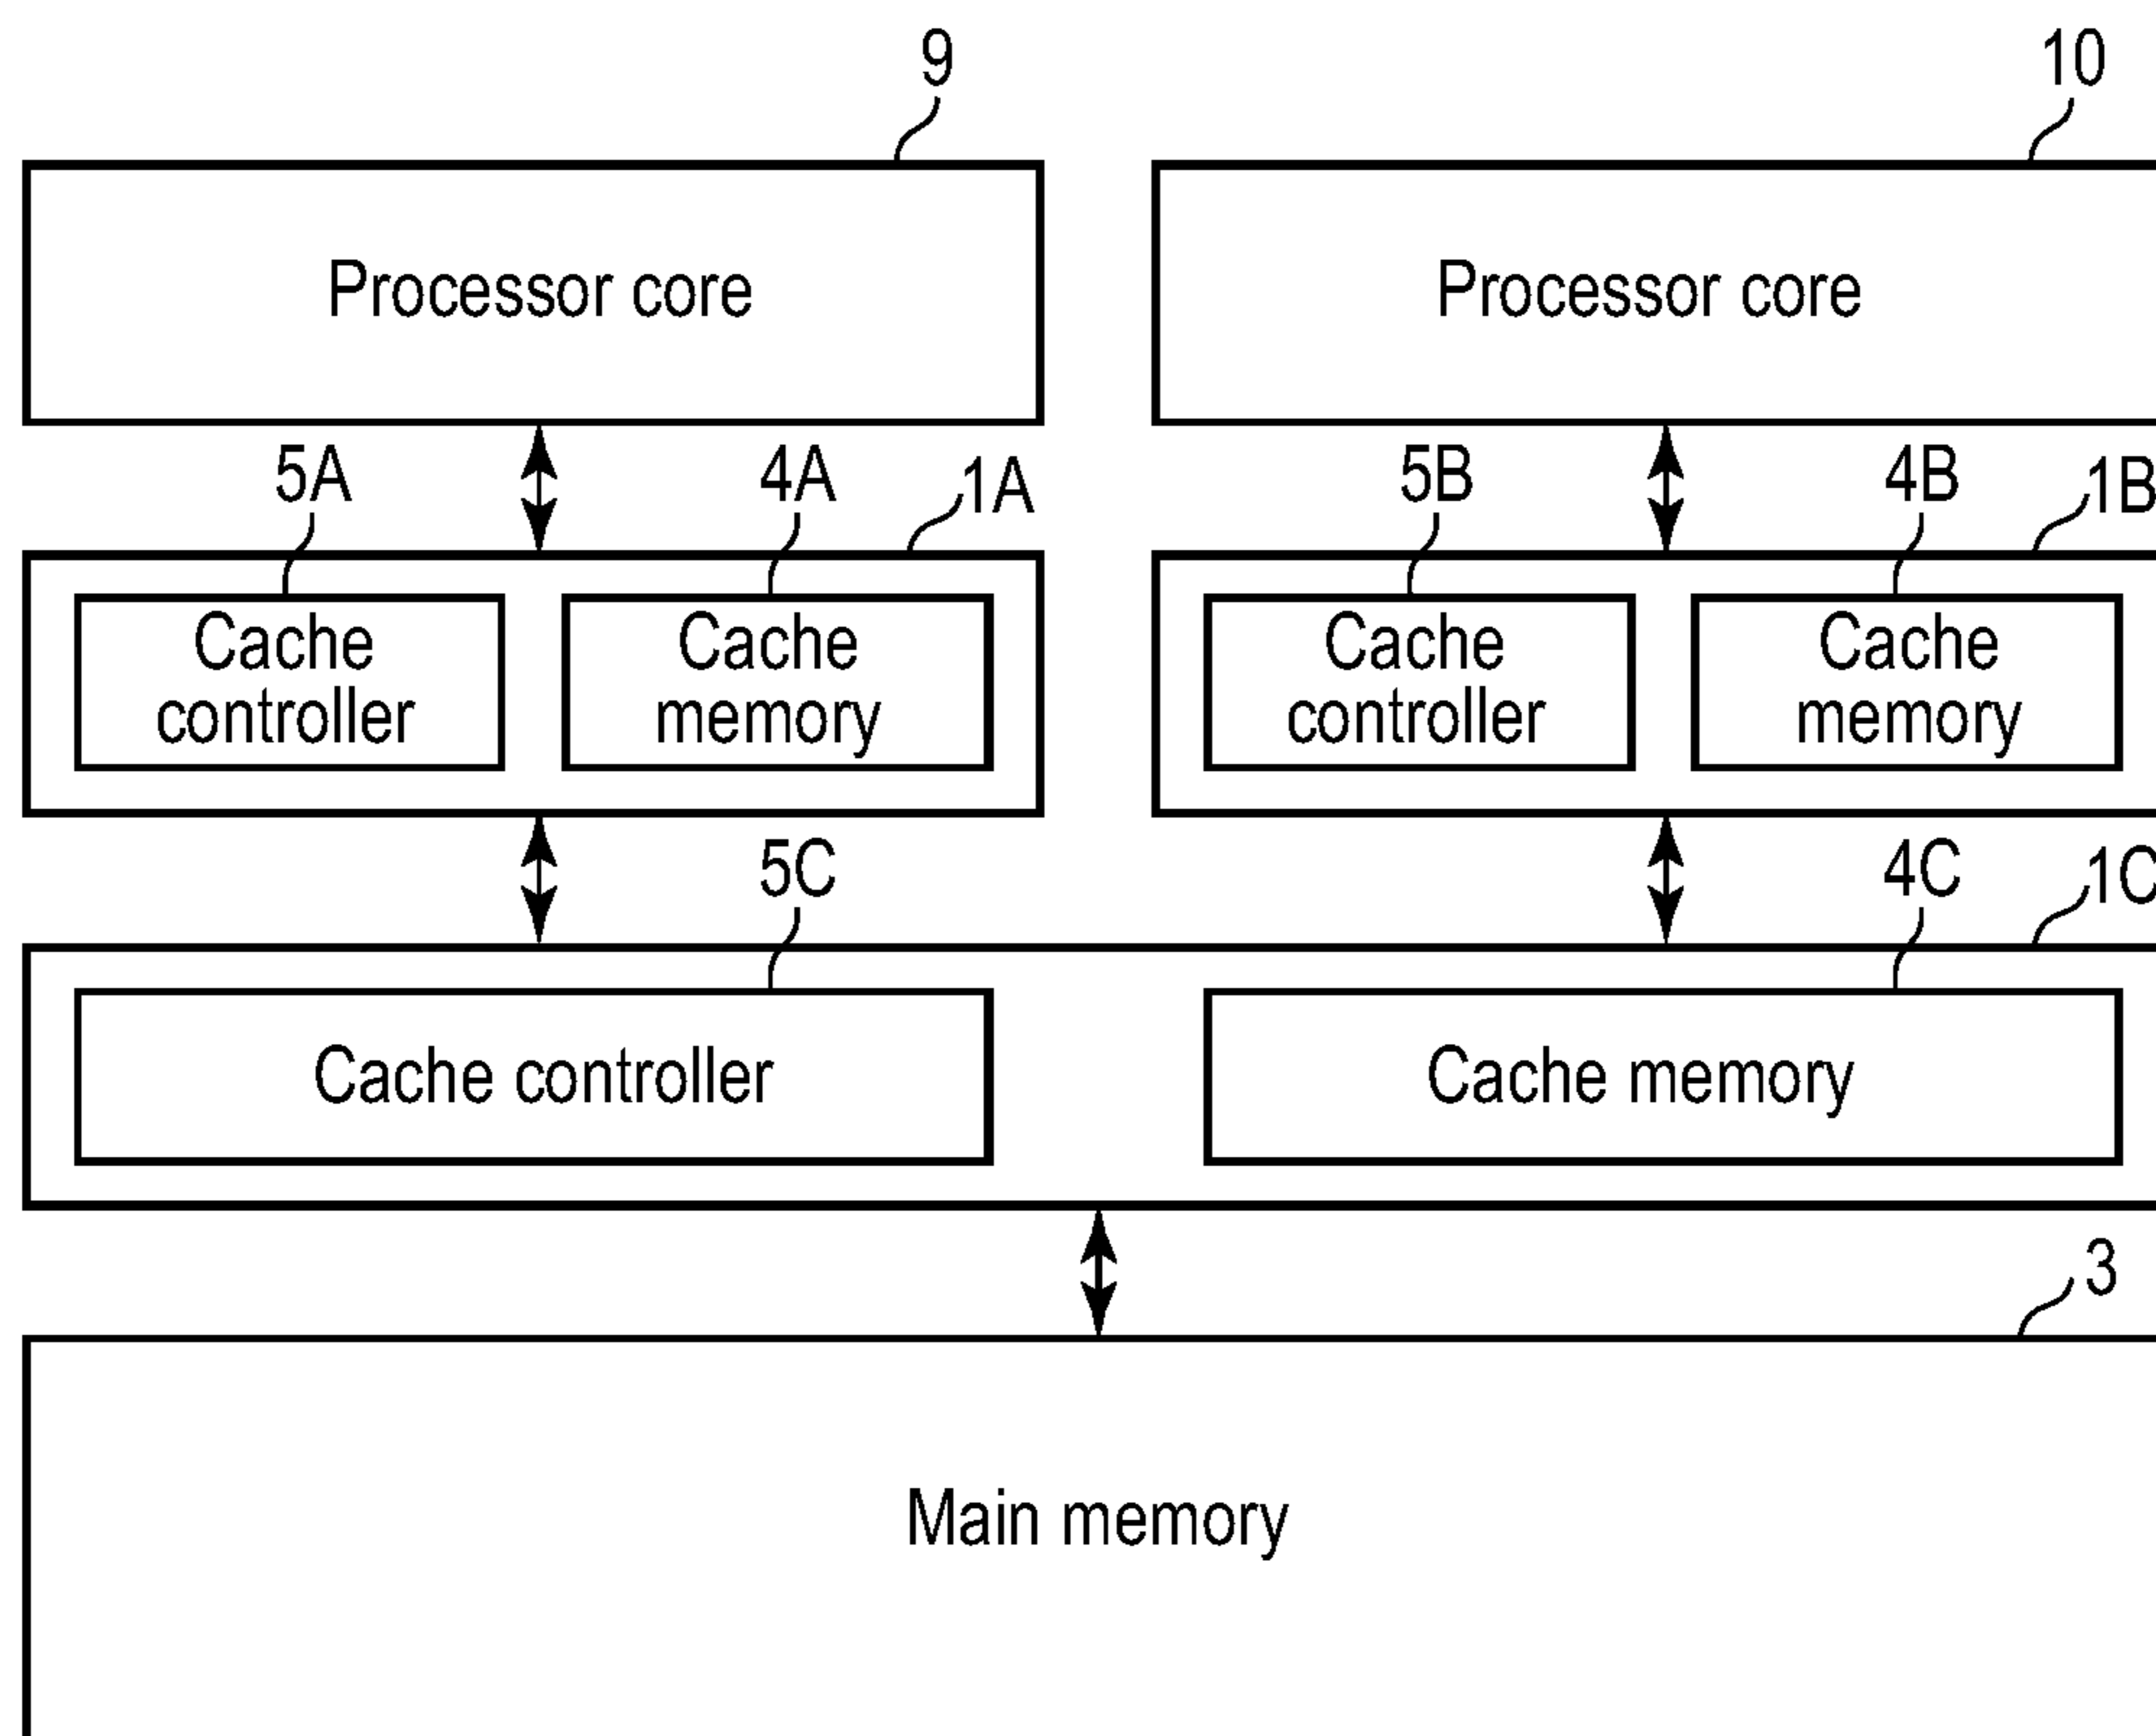 9
10
Processor core
Processor core
5A
4A
1A
5B
4B
1B
Cache
controller
Cache
memory
Cache
controller
Cache
memory
5C
4C
1C
Cache controller
Cache memory
3
Main memory